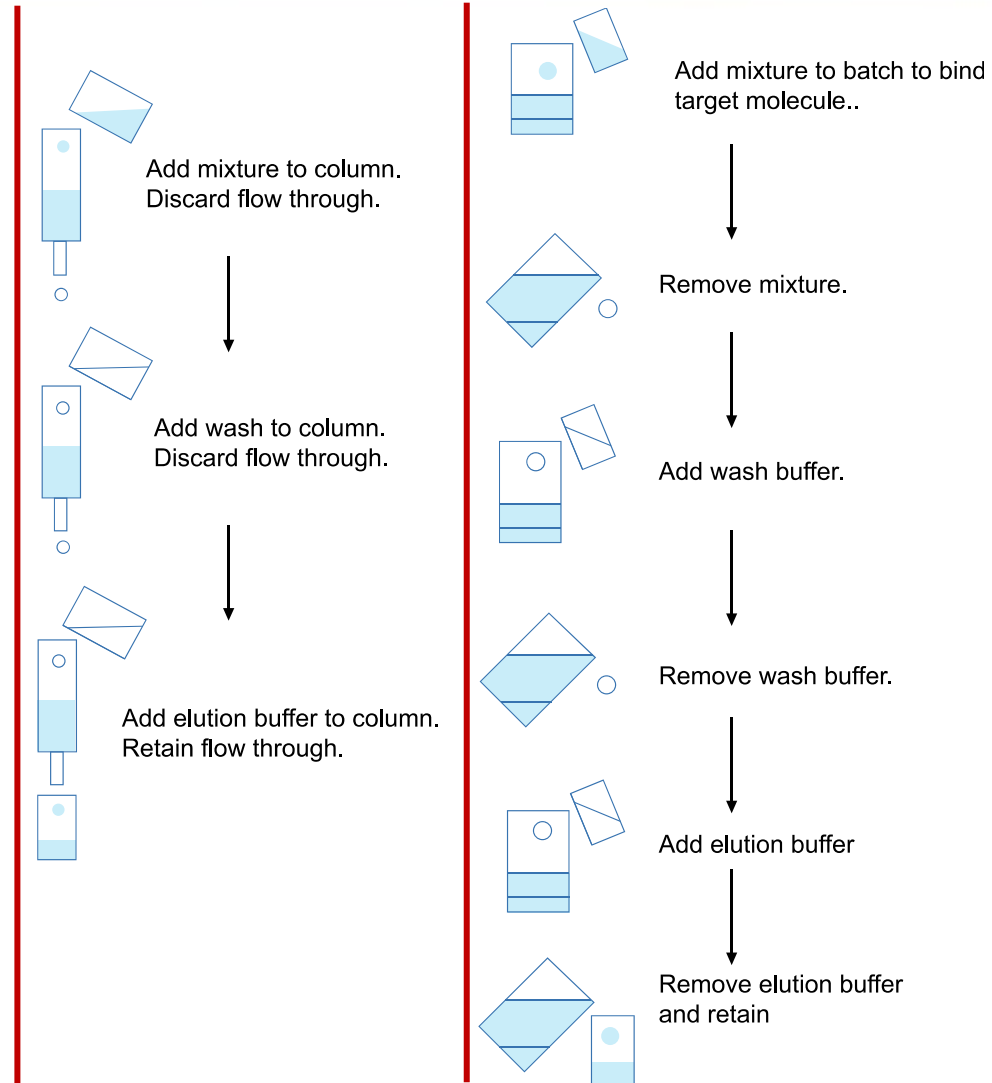 Add mixture to column.
Discard flow through.
Add wash to column.
Discard flow through.
Add elution buffer to column.
Retain flow through.
Add mixture to batch to bind
target molecule..
Remove mixture.
Add wash buffer.
Remove wash buffer.
Add elution buffer
Remove elution buffer
and retain